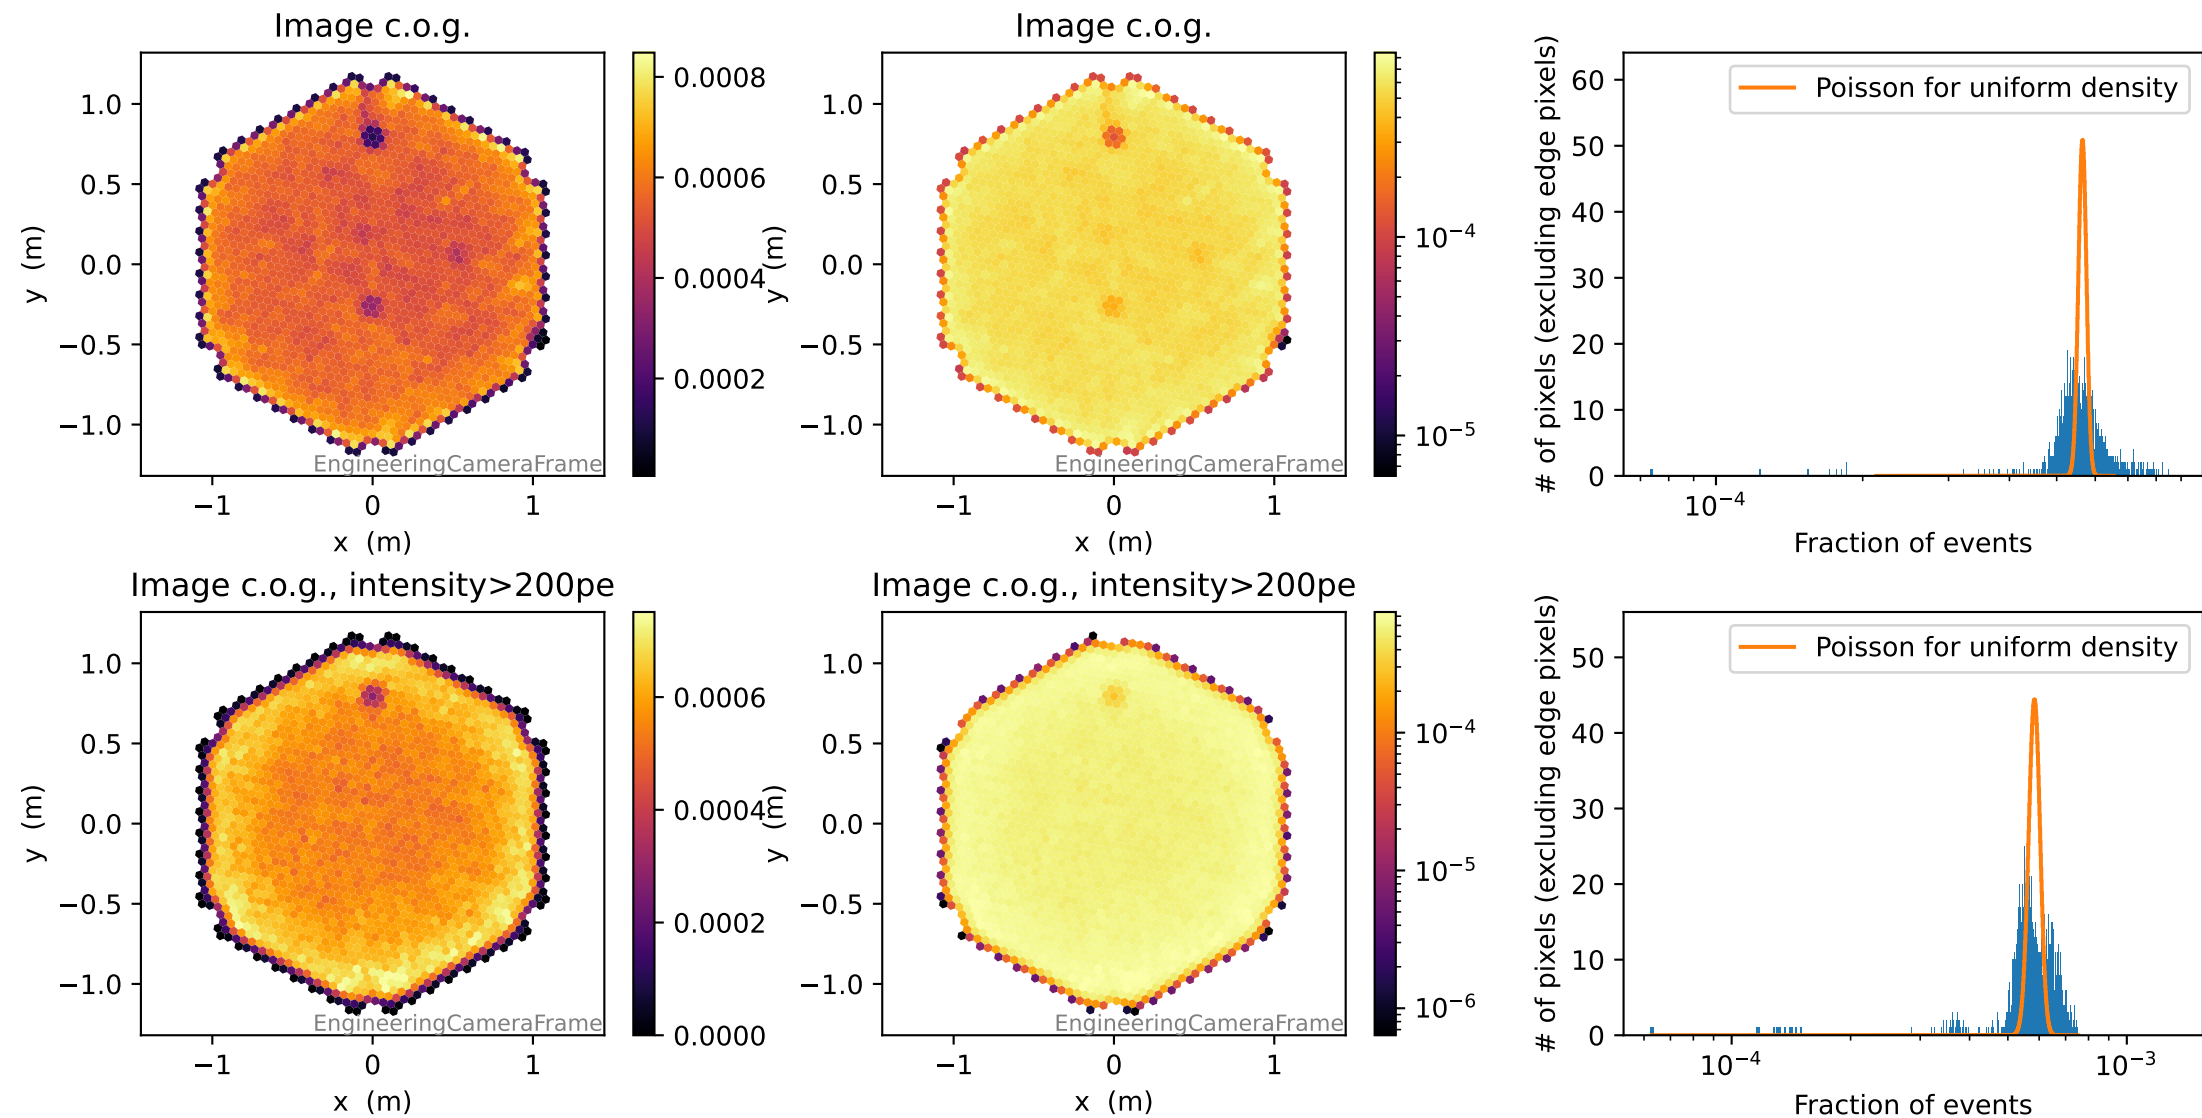 Image c.o.g.
1.0
0.5
0.0
−0.5
−1.0
y (m)
−1
0
1
x (m)
EngineeringCameraFrame
0.0008
0.0006
0.0004
0.0002
Image c.o.g.
1.0
0.5
0.0
−0.5
−1.0
y (m)
−1
0
1
x (m)
EngineeringCameraFrame
10⁻⁴
10⁻⁵
# of pixels (excluding edge pixels)
60
50
40
30
20
10
0
Poisson for uniform density
10⁻⁴
Fraction of events
Image c.o.g., intensity>200pe
1.0
0.5
0.0
−0.5
−1.0
y (m)
−1
0
1
x (m)
EngineeringCameraFrame
0.0006
0.0004
0.0002
0.0000
Image c.o.g., intensity>200pe
1.0
0.5
0.0
−0.5
−1.0
y (m)
−1
0
1
x (m)
EngineeringCameraFrame
10⁻⁴
10⁻⁵
10⁻⁶
# of pixels (excluding edge pixels)
50
40
30
20
10
0
Poisson for uniform density
10⁻⁴
10⁻³
Fraction of events